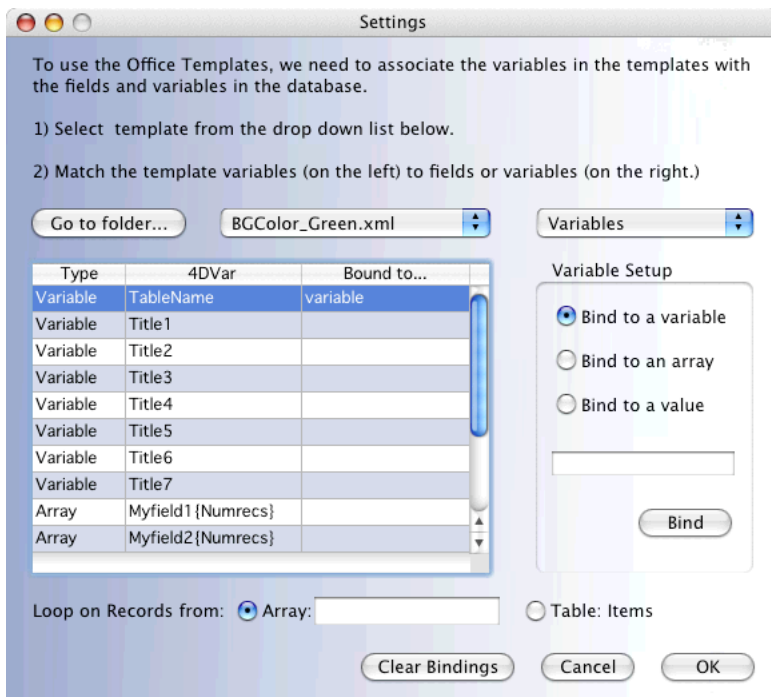 Settings
To use the Office Templates, we need to associate the variables in the templates with
the fields and variables in the database.
1) Select template from the drop down list below.
2) Match the template variables (on the left) to fields or variables (on the right.)
Go to folder... BGColor_Green.xml Variables
Type 4DVar Bound to...
Variable TableName variable
Variable Title1
Variable Title2
Variable Title3
Variable Title4
Variable Title5
Variable Title6
Variable Title7
Array Myfield1{Numrecs}
Array Myfield2{Numrecs}
Variable Setup
Bind to a variable
Bind to an array
Bind to a value
Bind
Loop on Records from: Array: Table: Items
Clear Bindings Cancel OK